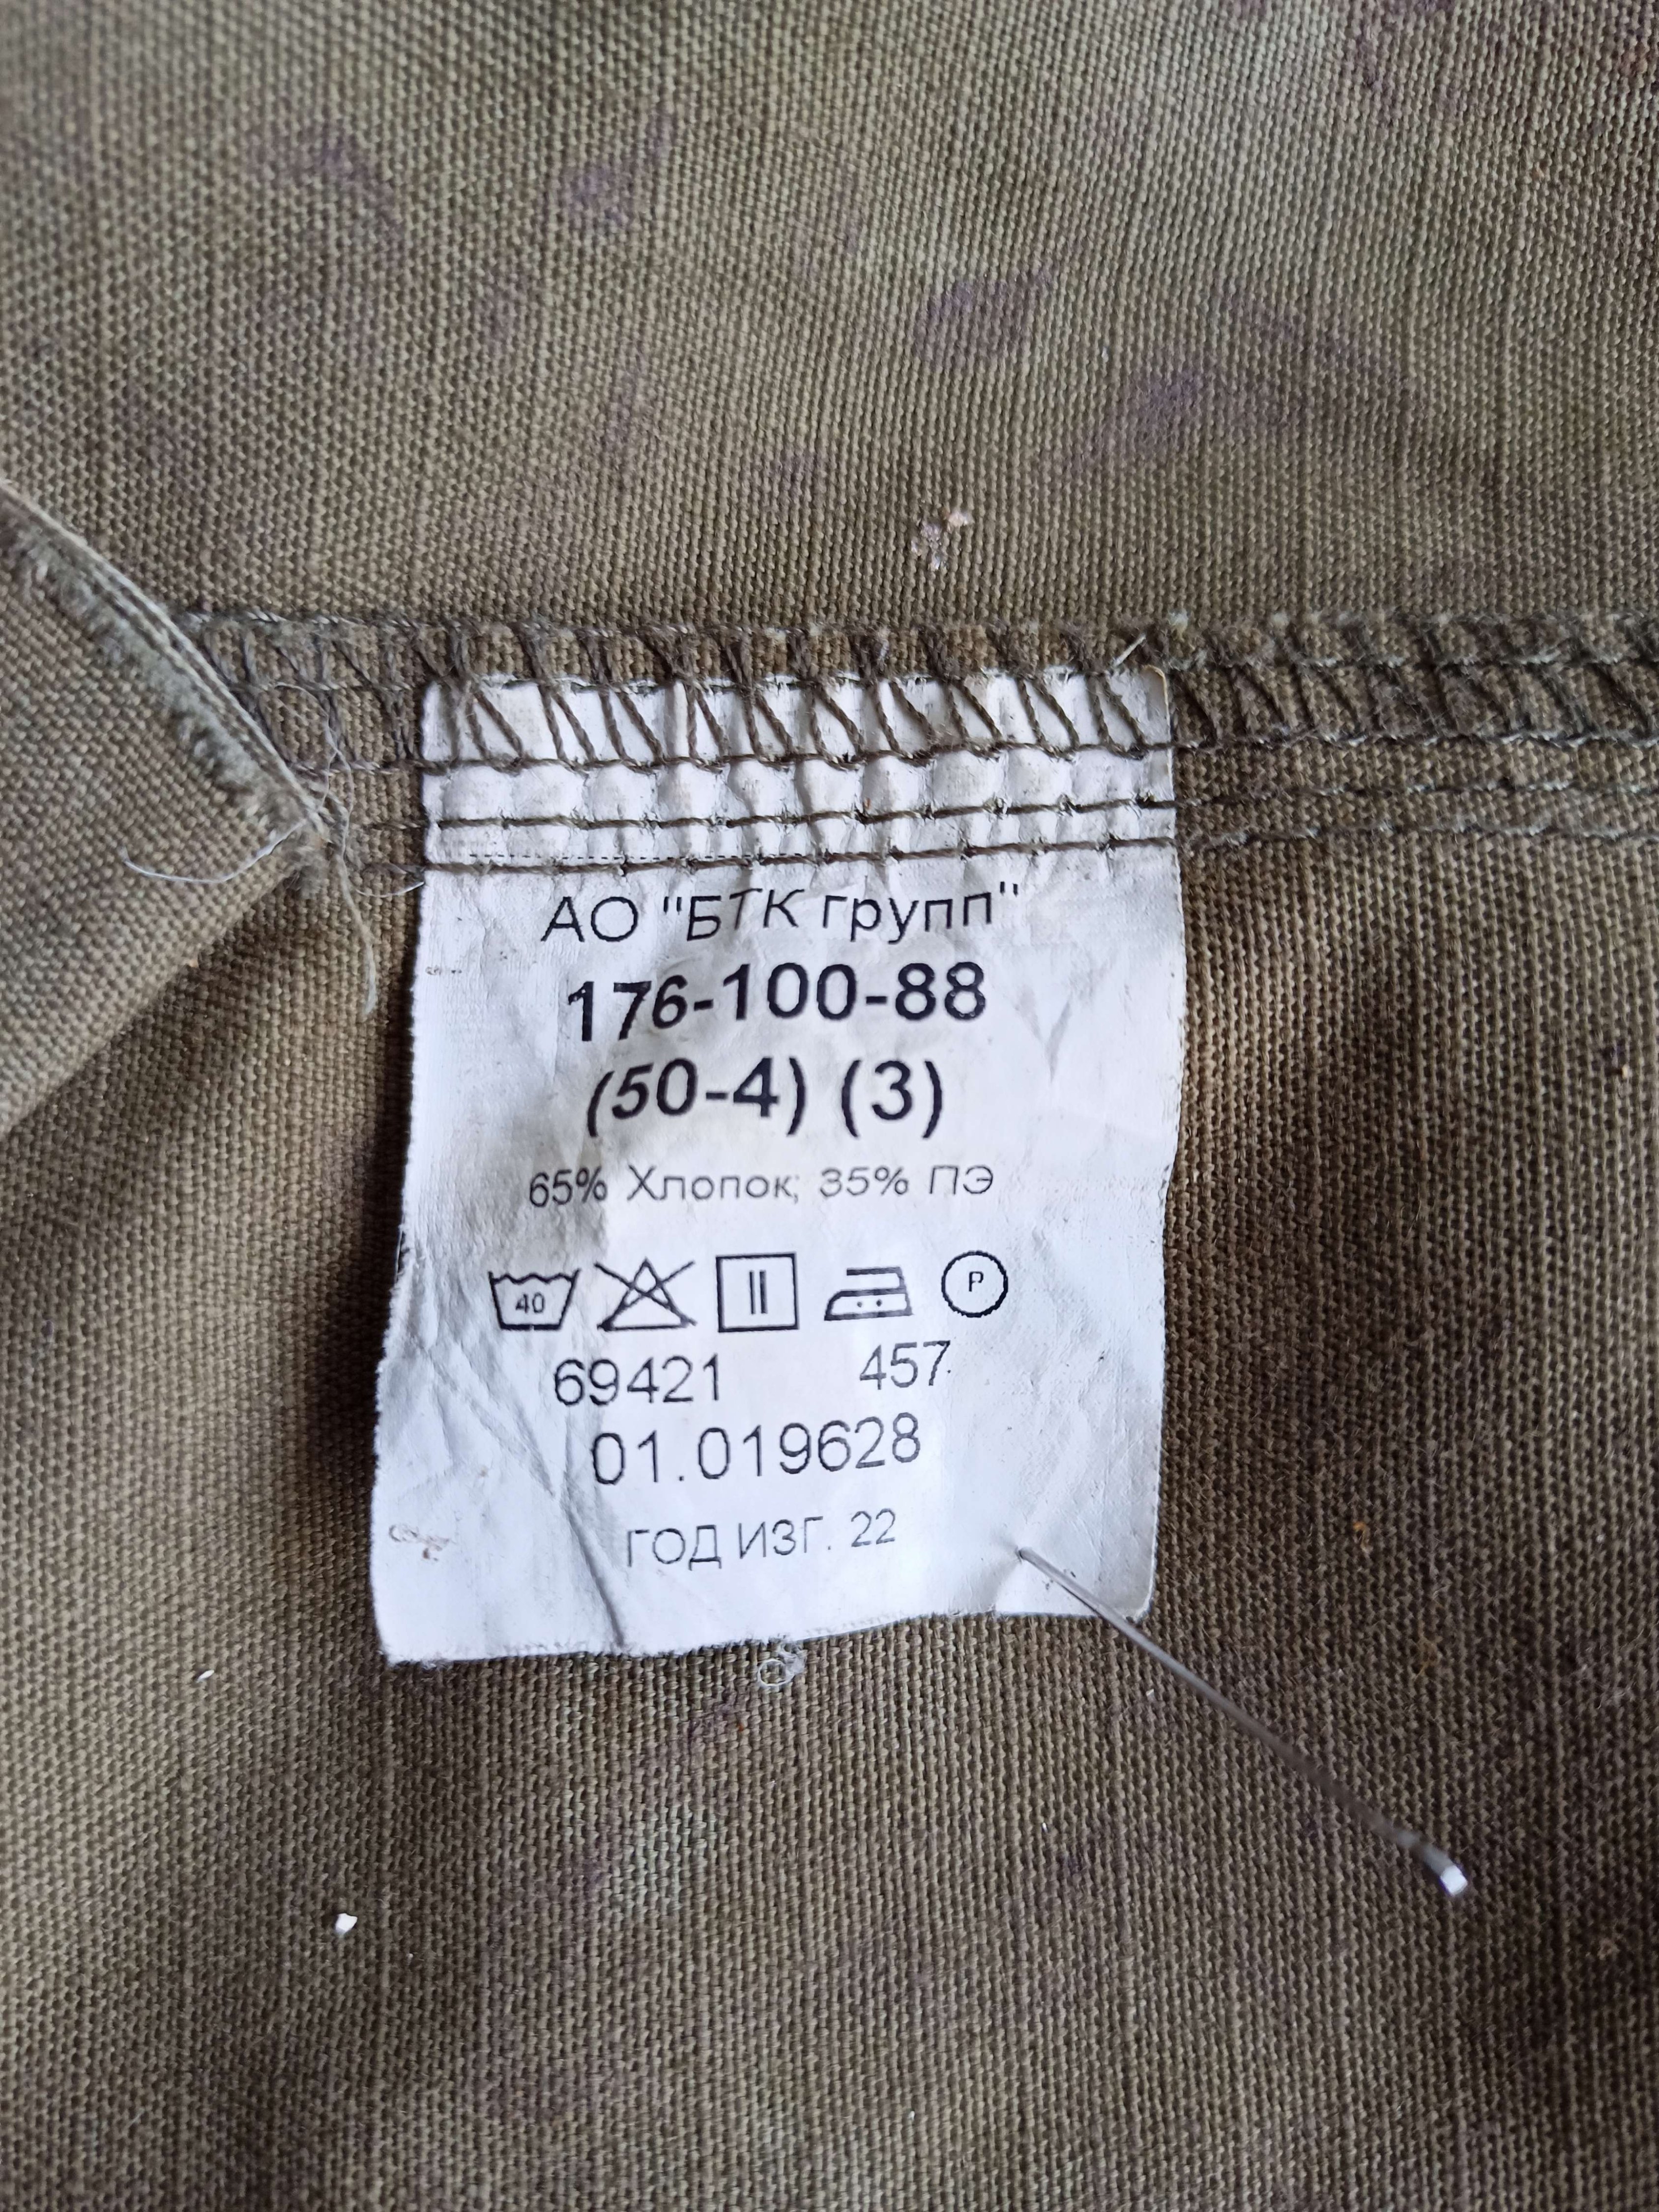 АО "БТК групп"
176-100-88
(50-4) (3)
65% Хлопок; 35% ПЭ
40 P
69421 457
01.019628
ГОД ИЗГ. 22